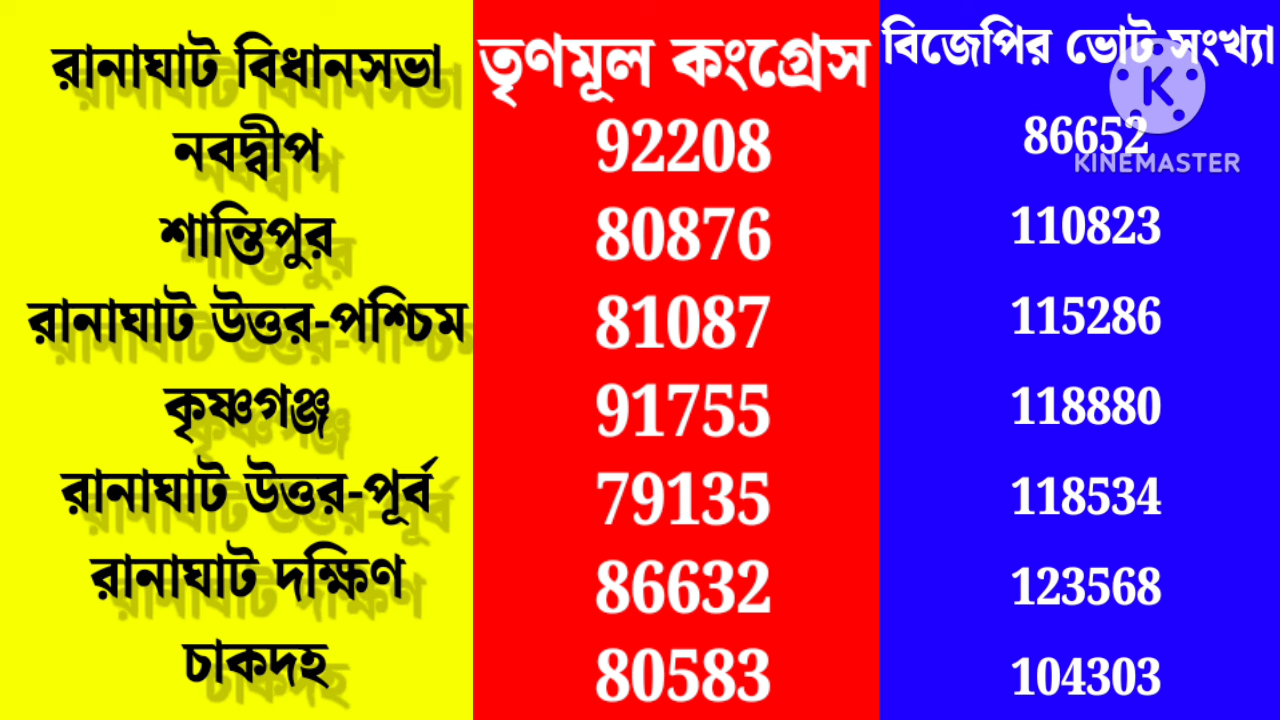 রানাঘাট বিধানসভা তৃণমূল কংগ্রেস বিজেপির ভোট সংখ্যা
নবদ্বীপ 92208 86652
KINEMASTER
শান্তিপুর 80876 110823
রানাঘাট উত্তর-পশ্চিম 81087 115286
কৃষ্ণগঞ্জ 91755 118880
রানাঘাট উত্তর-পূর্ব 79135 118534
রানাঘাট দক্ষিণ 86632 123568
চাকদহ 80583 104303